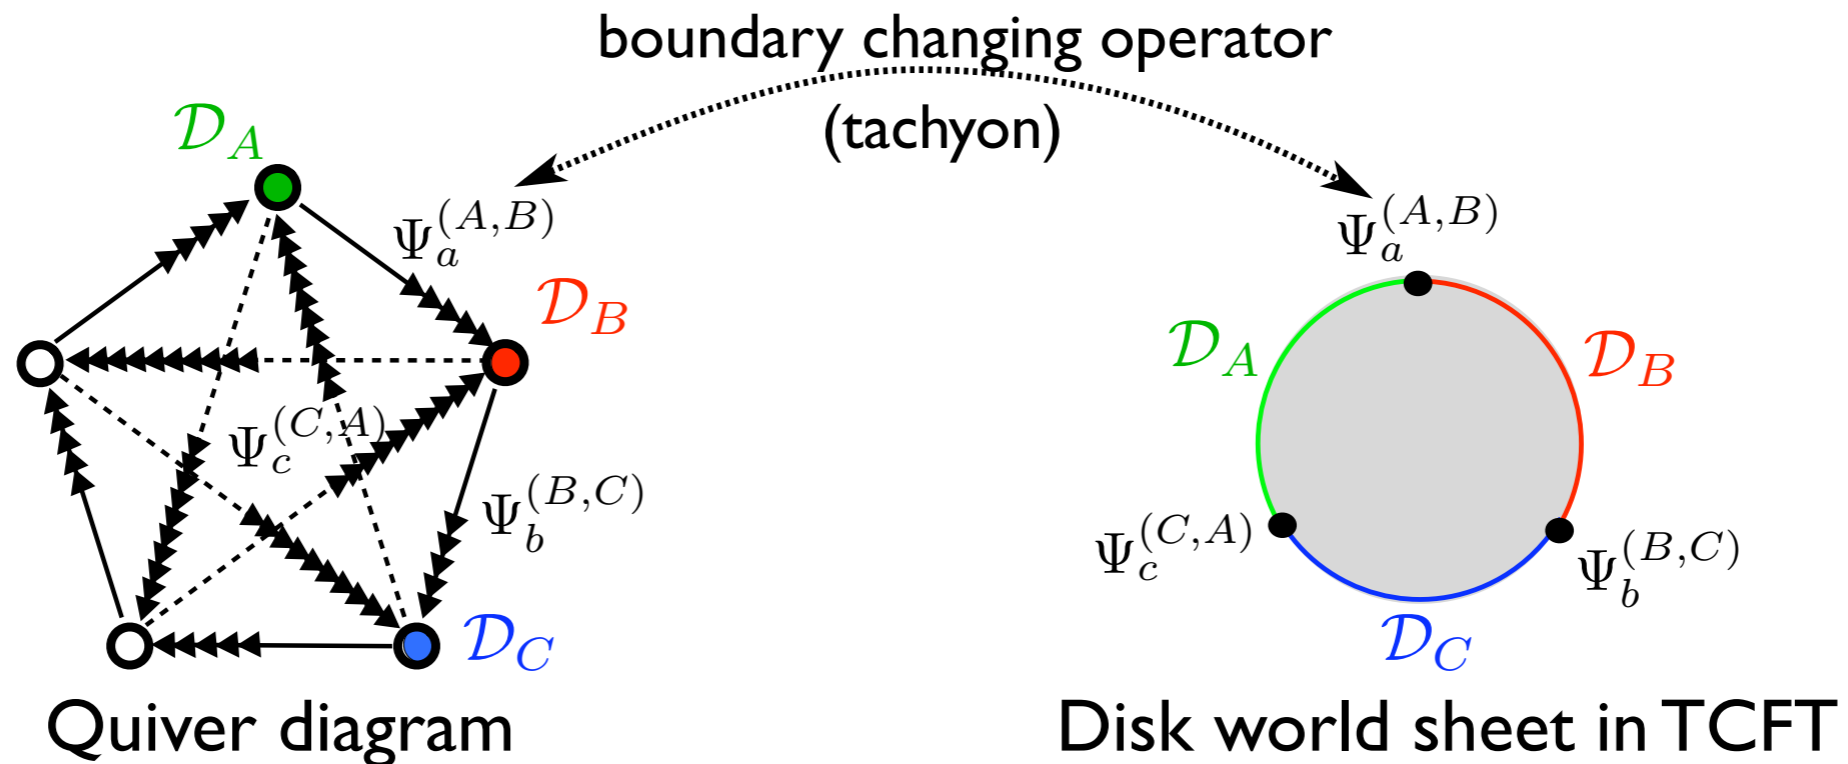 boundary changing operator
(tachyon)
𝒟_A
Ψ_a^{(A,B)}
𝒟_B
Ψ_c^{(C,A)}
Ψ_b^{(B,C)}
𝒟_C
Quiver diagram
Ψ_a^{(A,B)}
𝒟_A
𝒟_B
Ψ_c^{(C,A)}
Ψ_b^{(B,C)}
𝒟_C
Disk world sheet in TCFT